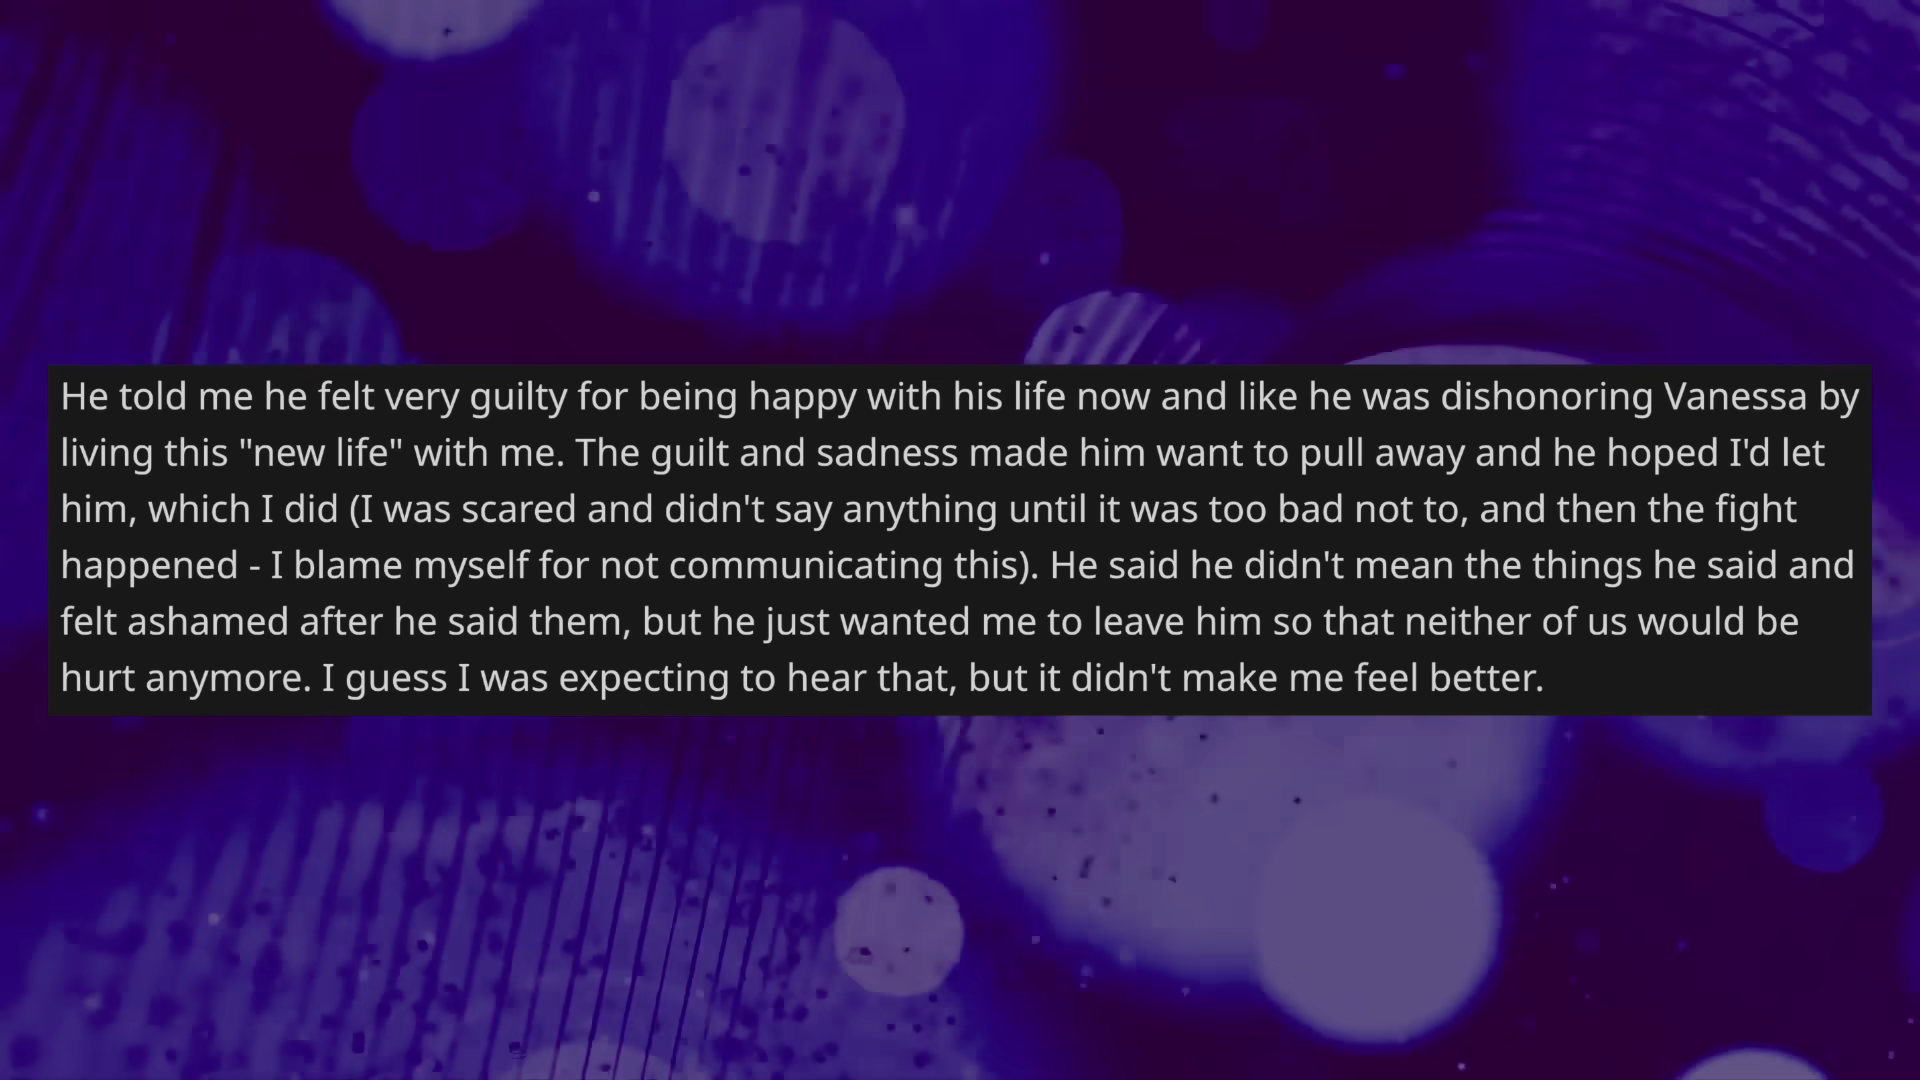 He told me he felt very guilty for being happy with his life now and like he was dishonoring Vanessa by
living this "new life" with me. The guilt and sadness made him want to pull away and he hoped I'd let
him, which I did (I was scared and didn't say anything until it was too bad not to, and then the fight
happened - I blame myself for not communicating this). He said he didn't mean the things he said and
felt ashamed after he said them, but he just wanted me to leave him so that neither of us would be
hurt anymore. I guess I was expecting to hear that, but it didn't make me feel better.